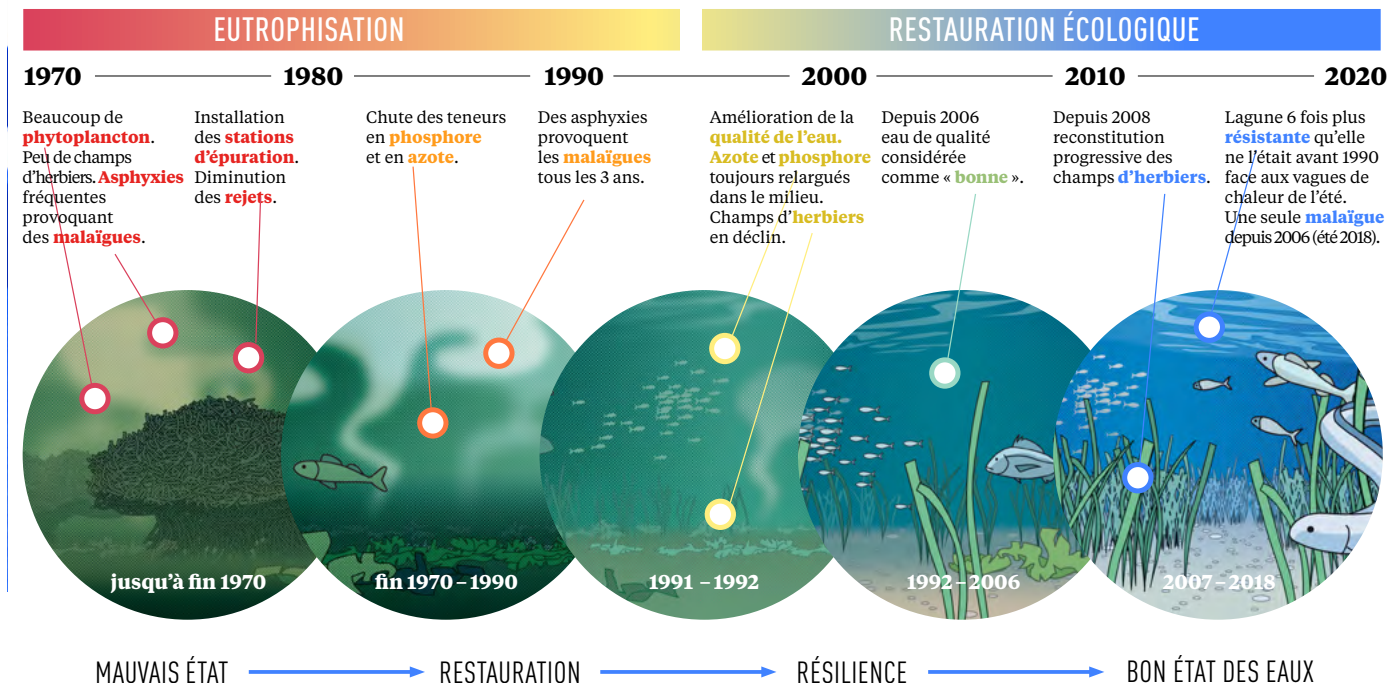 EUTROPHISATION
RESTAURATION ÉCOLOGIQUE
1970
1980
1990
2000
2010
2020
Beaucoup de
phytoplancton.
Peu de champs
d'herbiers. Asphyxies
fréquentes
provoquant
des malaïgues.
Installation
des stations
d'épuration.
Diminution
des rejets.
Chute des teneurs
en phosphore
et en azote.
Des asphyxies
provoquent
les malaïgues
tous les 3 ans.
Amélioration de la
qualité de l'eau.
Azote et phosphore
toujours relargués
dans le milieu.
Champs d'herbiers
en déclin.
Depuis 2006
eau de qualité
considérée
comme « bonne ».
Depuis 2008
reconstitution
progressive des
champs d'herbiers.
Lagune 6 fois plus
résistante qu'elle
ne l'était avant 1990
face aux vagues de
chaleur de l'été.
Une seule malaïgue
depuis 2006 (été 2018).
jusqu'à fin 1970
fin 1970 – 1990
1991 – 1992
1992 – 2006
2007 – 2018
MAUVAIS ÉTAT
RESTAURATION
RÉSILIENCE
BON ÉTAT DES EAUX